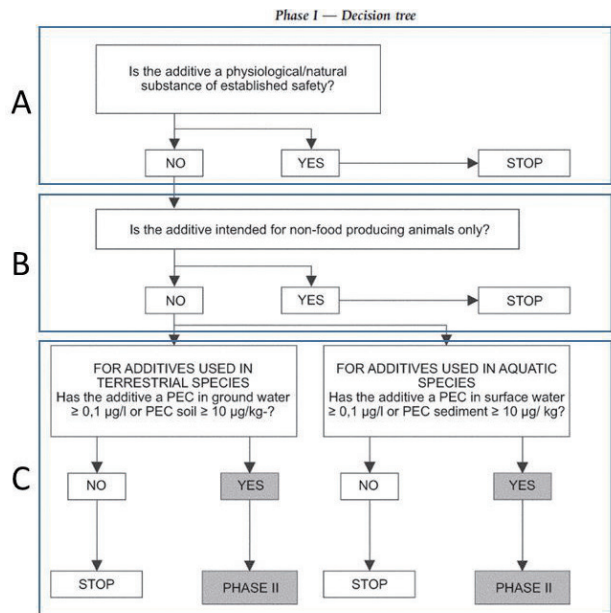 Phase I — Decision tree
A
Is the additive a physiological/natural
substance of established safety?
NO
YES
STOP
B
Is the additive intended for non-food producing animals only?
NO
YES
STOP
C
FOR ADDITIVES USED IN
TERRESTRIAL SPECIES
Has the additive a PEC in ground water
≥ 0,1 µg/l or PEC soil ≥ 10 µg/kg-?
FOR ADDITIVES USED IN AQUATIC
SPECIES
Has the additive a PEC in surface water
≥ 0,1 µg/l or PEC sediment ≥ 10 µg/ kg?
NO
YES
NO
YES
STOP
PHASE II
STOP
PHASE II